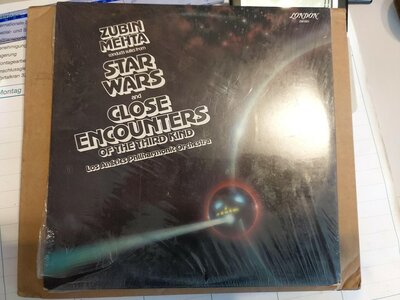 ZUBIN
MEHTA
conducts suites from
STAR
WARS
and
CLOSE
ENCOUNTERS
OF THE THIRD KIND
Los Angeles Philharmonic Orchestra
LONDON
Montag